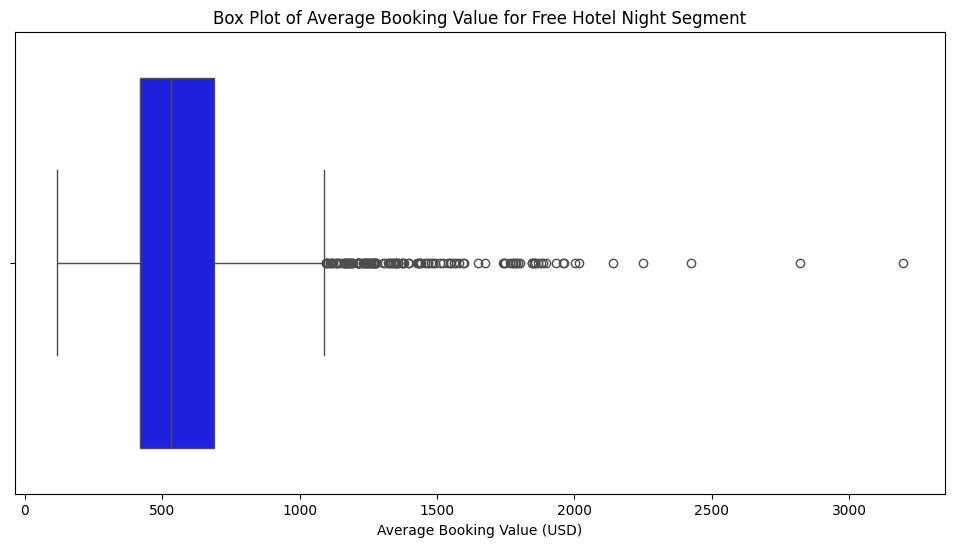 Box Plot of Average Booking Value for Free Hotel Night Segment
0 500 1000 1500 2000 2500 3000
Average Booking Value (USD)